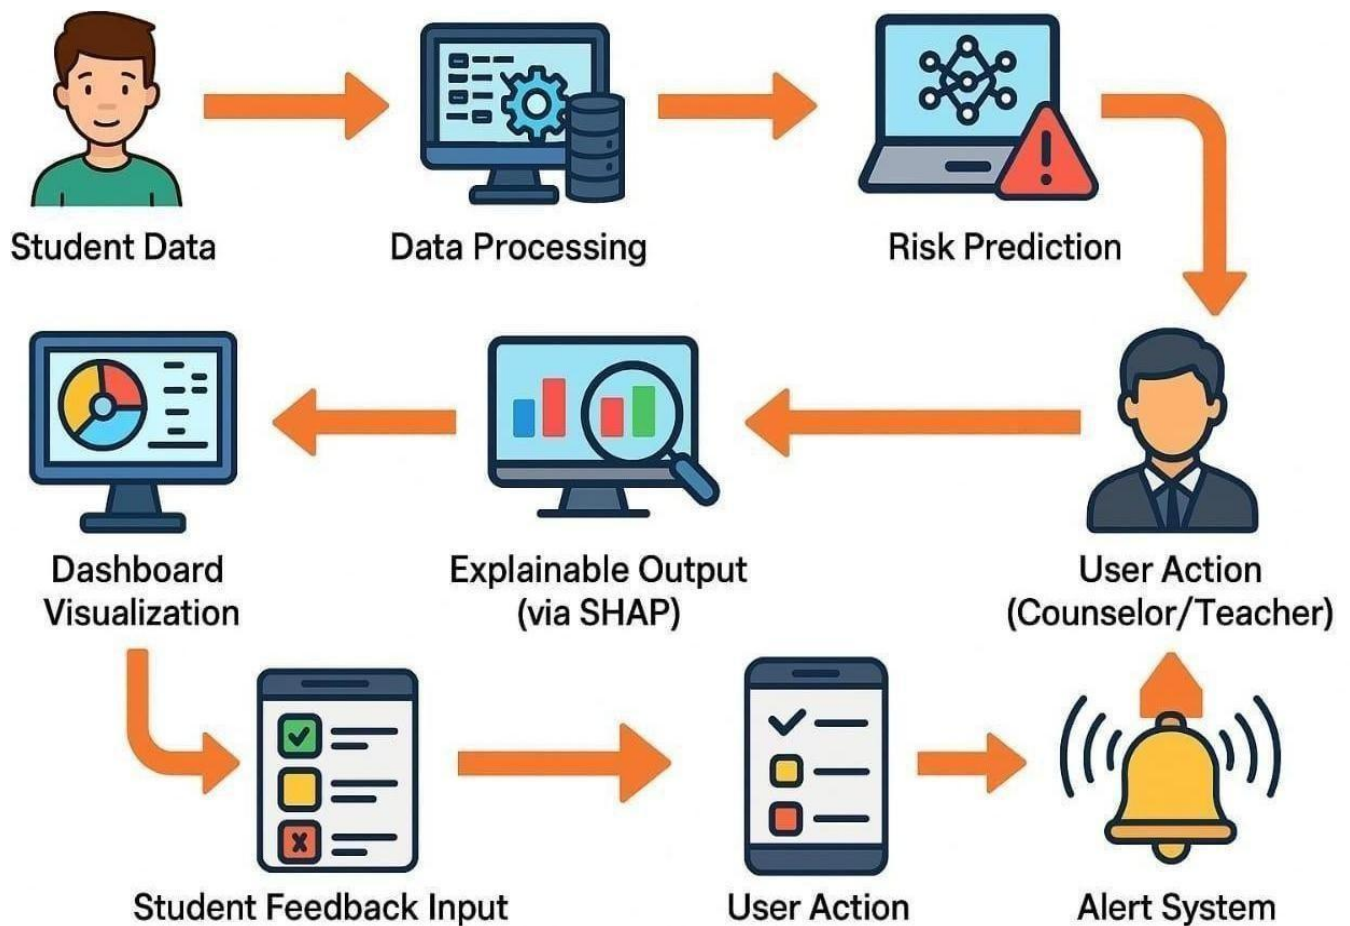 Student Data
Data Processing
Risk Prediction
Dashboard
Visualization
Explainable Output
(via SHAP)
User Action
(Counselor/Teacher)
Student Feedback Input
User Action
Alert System